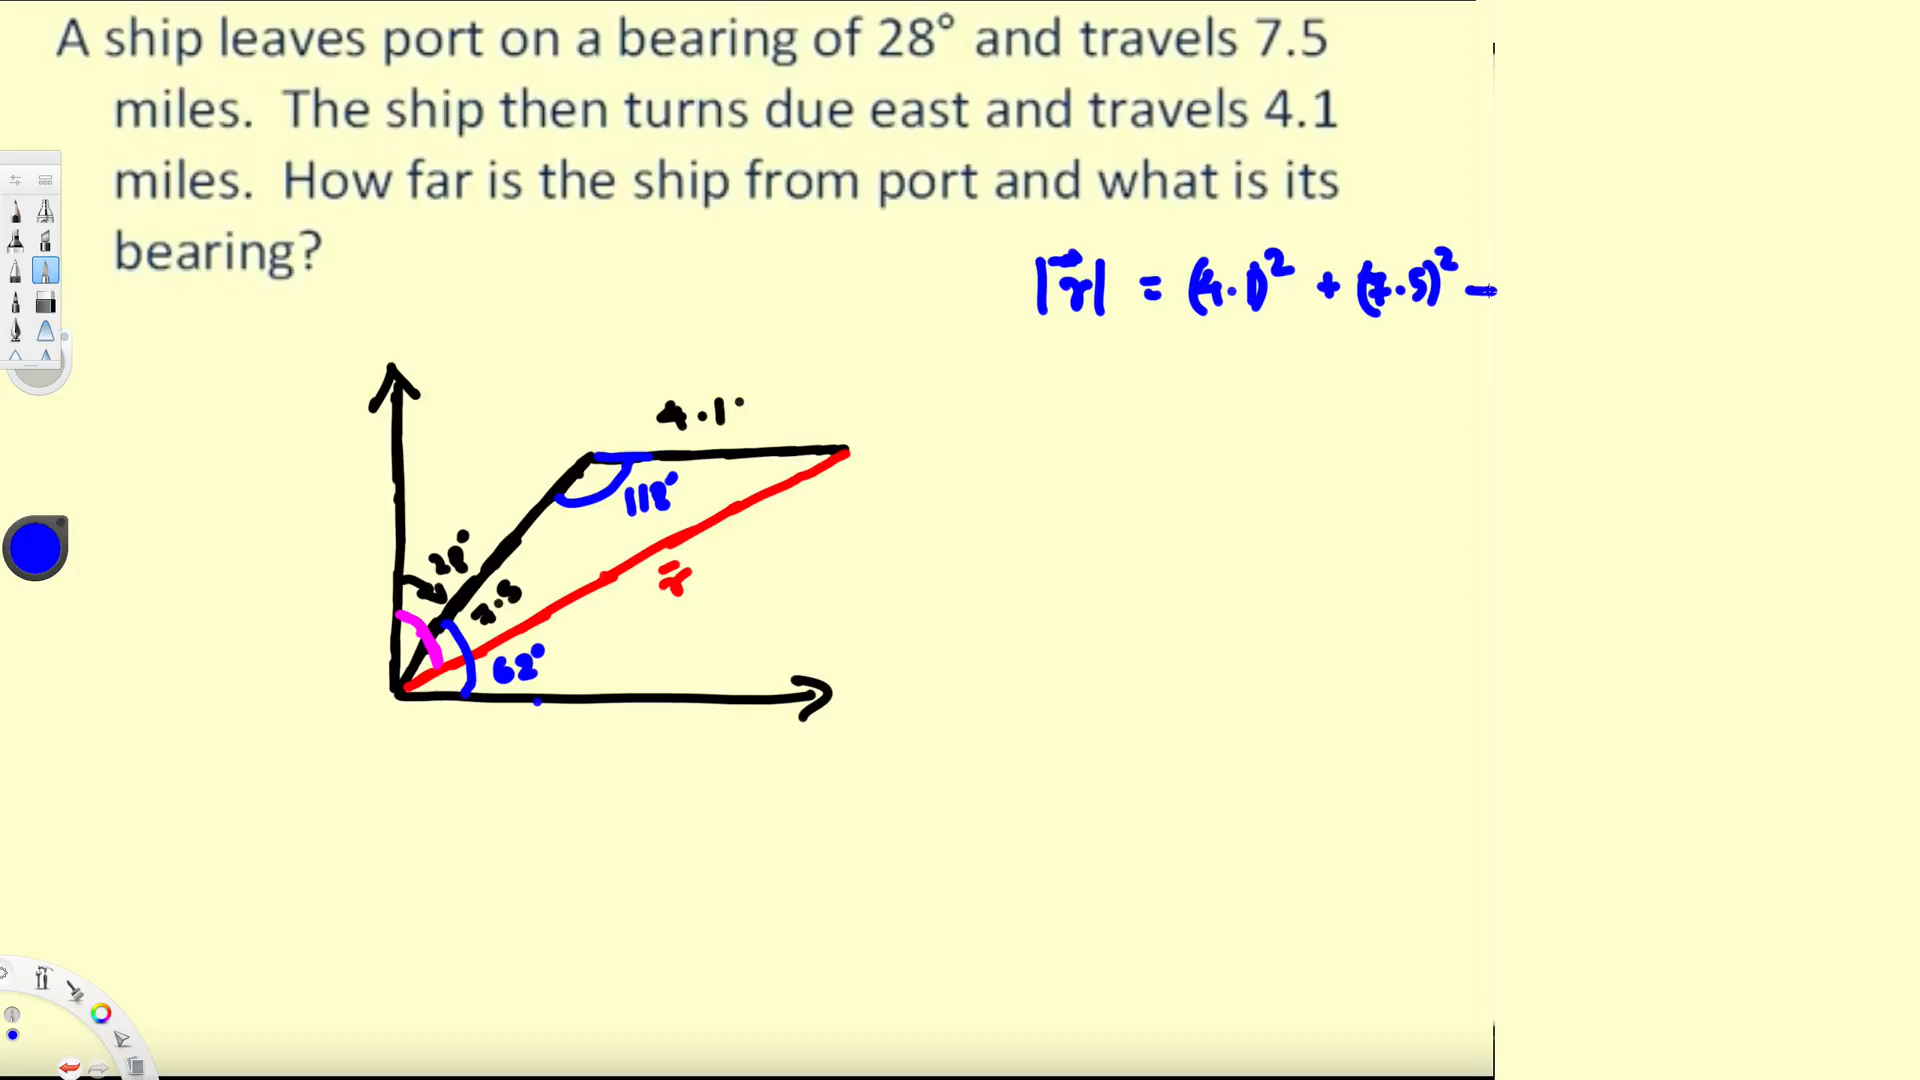 A ship leaves port on a bearing of 28° and travels 7.5
miles. The ship then turns due east and travels 4.1
miles. How far is the ship from port and what is its
bearing?
|r⃗| = (4.1)² + (7.5)² –
4.1
118°
28°
7.5
r̄
62°